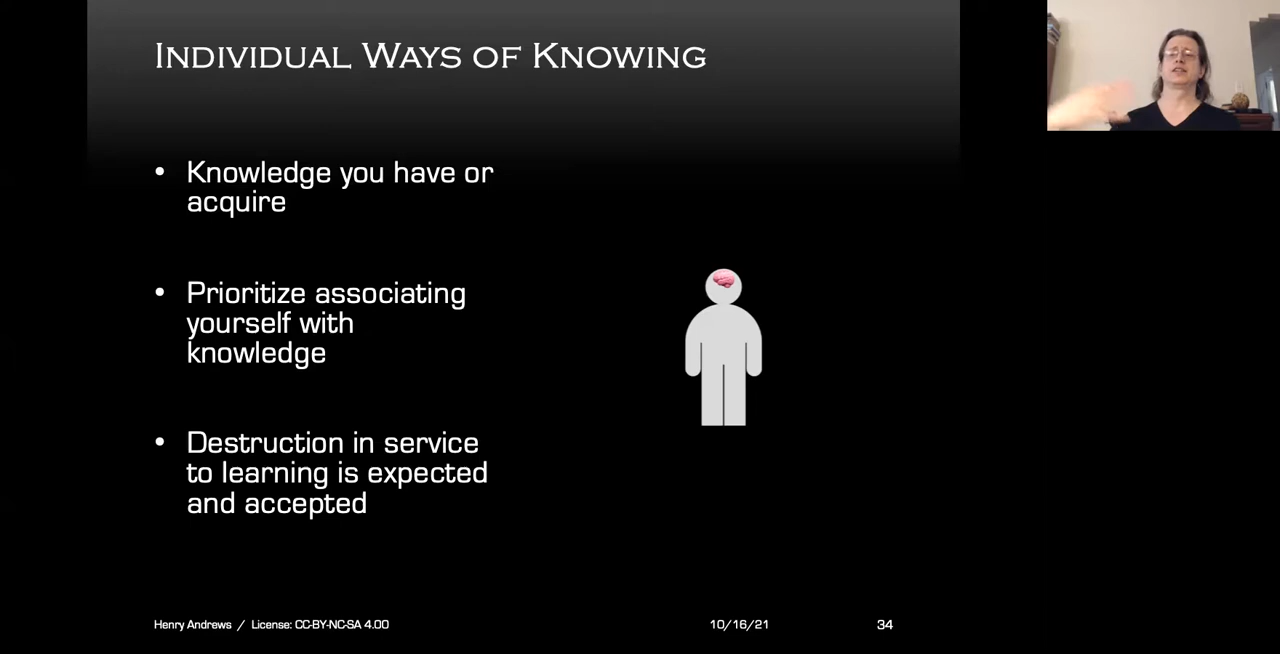 Individual Ways of Knowing
• Knowledge you have or
acquire
• Prioritize associating
yourself with
knowledge
• Destruction in service
to learning is expected
and accepted
Henry Andrews / License: CC-BY-NC-SA 4.00
10/16/21
34